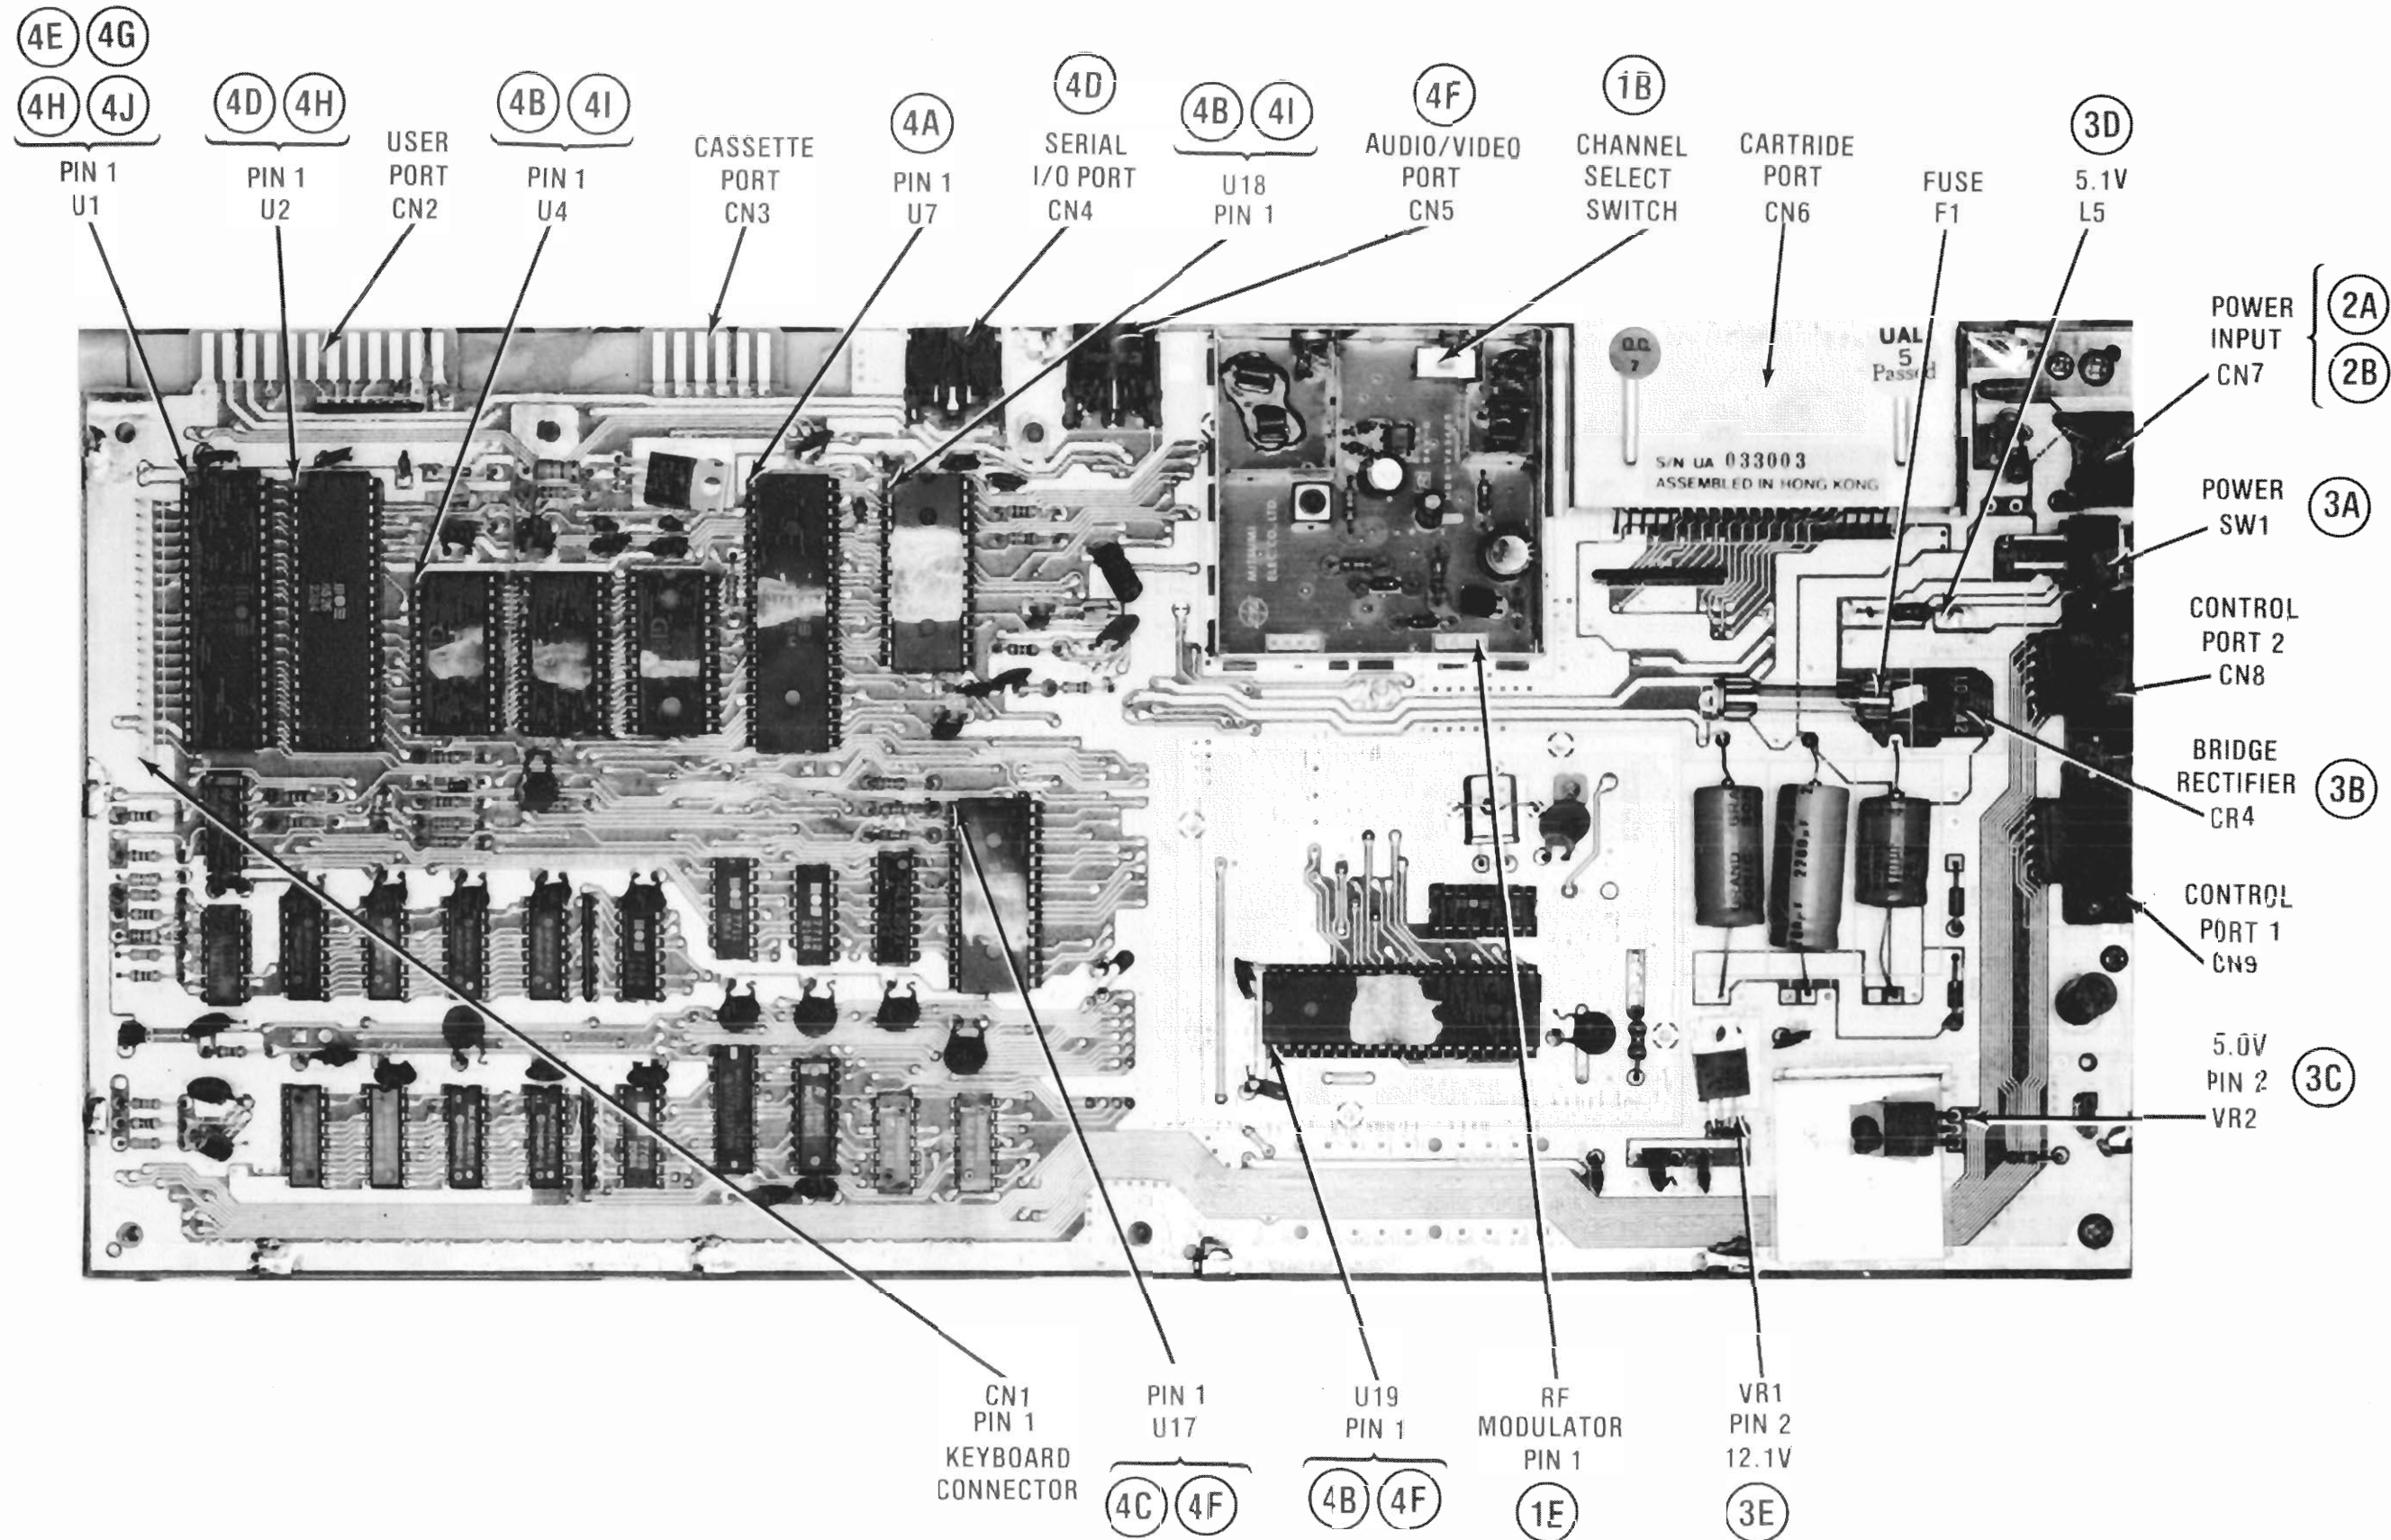 4E 4G
4H 4J
PIN 1
U1
4D 4H
PIN 1
U2
USER
PORT
CN2
4B 4I
PIN 1
U4
CASSETTE
PORT
CN3
4A
PIN 1
U7
4D
SERIAL
I/O PORT
CN4
4B 4I
U18
PIN 1
4F
AUDIO/VIDEO
PORT
CN5
1B
CHANNEL
SELECT
SWITCH
CARTRIDE
PORT
CN6
FUSE
F1
3D
5.1V
L5
POWER
INPUT
CN7
2A
2B
POWER
SW1
3A
CONTROL
PORT 2
CN8
BRIDGE
RECTIFIER
CR4
3B
CONTROL
PORT 1
CN9
5.0V
PIN 2
VR2
3C
Q.C.
7
UAL
5
Passed
S/N UA 033003
ASSEMBLED IN HONG KONG
MITSUMI
ELEC.CO.,LTD
CN1
PIN 1
KEYBOARD
CONNECTOR
PIN 1
U17
4C 4F
U19
PIN 1
4B 4F
RF
MODULATOR
PIN 1
1E
VR1
PIN 2
12.1V
3E